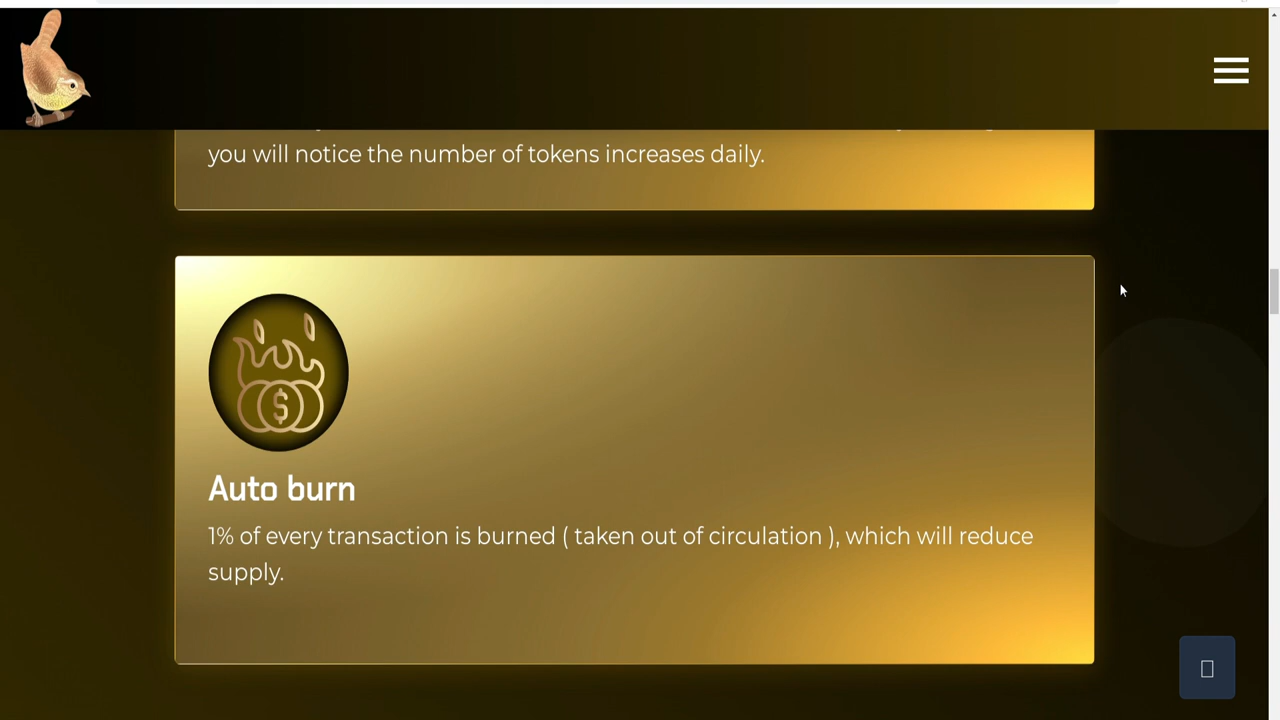 you will notice the number of tokens increases daily.
$
Auto burn
1% of every transaction is burned ( taken out of circulation ), which will reduce
supply.